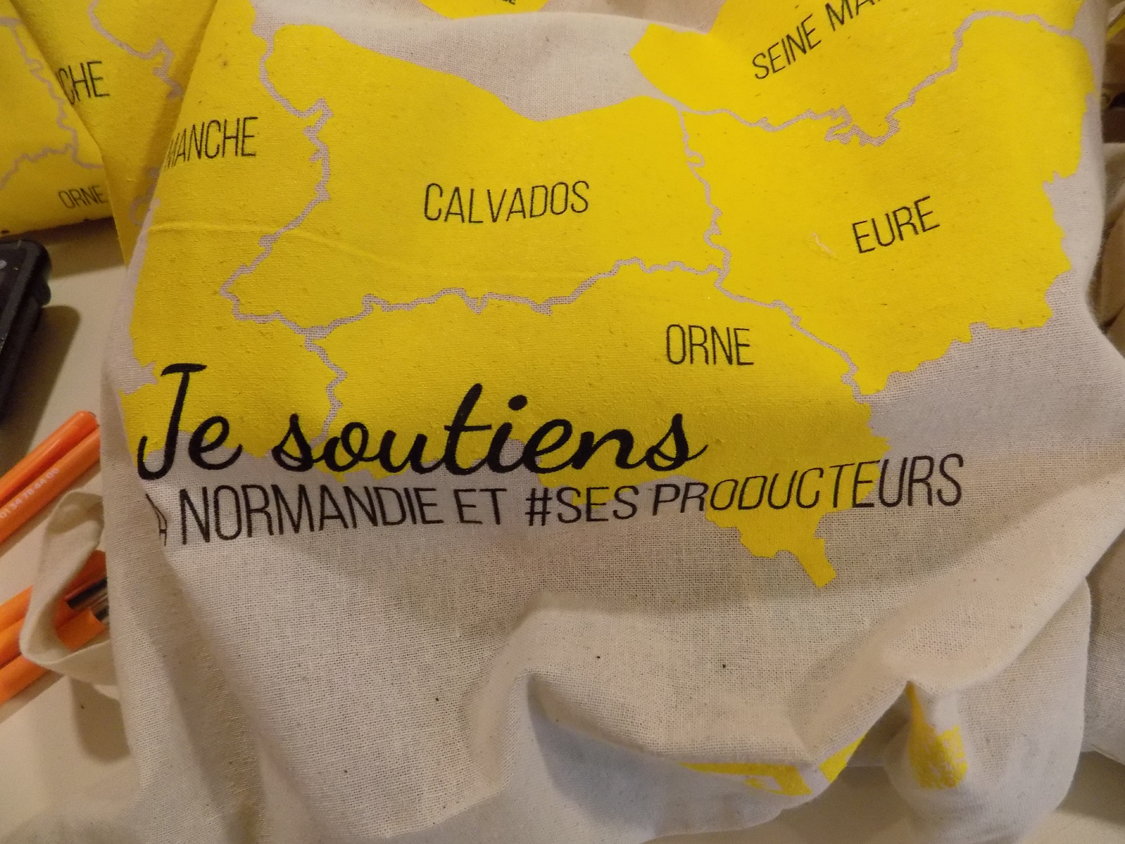 SEINE MA
CHE
MANCHE
ORNE
CALVADOS
EURE
ORNE
Je soutiens
A NORMANDIE ET #SES PRODUCTEURS